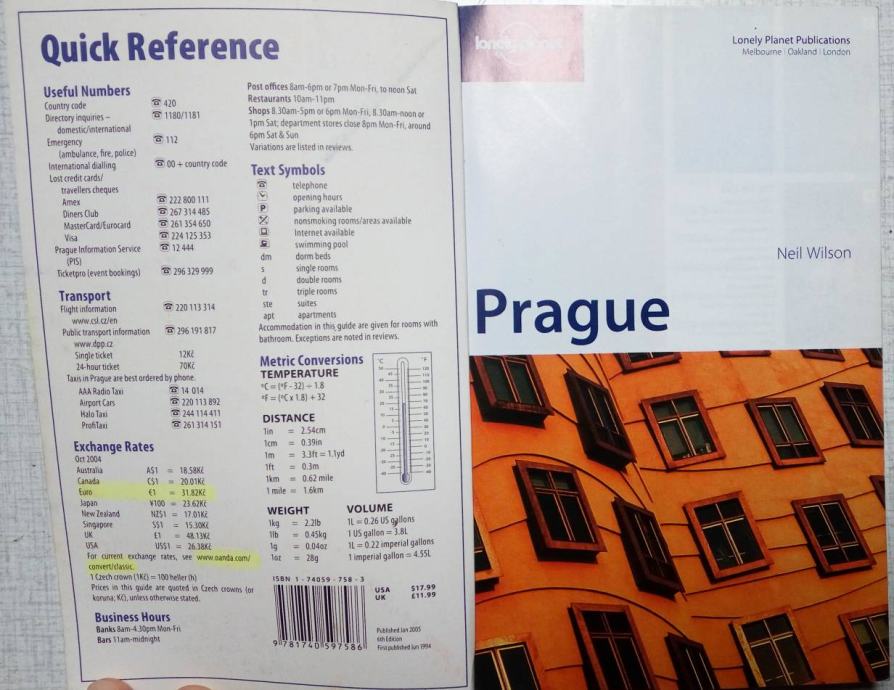 Quick Reference
Useful Numbers
Country code ☎ 420
Directory inquiries – ☎ 1180/1181
domestic/international
Emergency ☎ 112
(ambulance, fire, police)
International dialling ☎ 00 + country code
Lost credit cards/
travellers cheques
Amex ☎ 222 800 111
Diners Club ☎ 267 314 485
MasterCard/Eurocard ☎ 261 354 650
Visa ☎ 224 125 353
Prague Information Service ☎ 12 444
(PIS)
Ticketpro (event bookings) ☎ 296 329 999
Transport
Flight information ☎ 220 113 314
www.csl.cz/en
Public transport information ☎ 296 191 817
www.dpp.cz
Single ticket 12Kč
24-hour ticket 70Kč
Taxis in Prague are best ordered by phone.
AAA Radio Taxi ☎ 14 014
Airport Cars ☎ 220 113 892
Halo Taxi ☎ 244 114 411
ProfiTaxi ☎ 261 314 151
Exchange Rates
Oct 2004
Australia A$1 = 18.58Kč
Canada C$1 = 20.01Kč
Euro €1 = 31.82Kč
Japan ¥100 = 23.62Kč
New Zealand NZ$1 = 17.01Kč
Singapore S$1 = 15.30Kč
UK £1 = 48.13Kč
USA US$1 = 26.38Kč
For current exchange rates, see www.oanda.com/
convert/classic.
1 Czech crown (1Kč) = 100 heller (h)
Prices in this guide are quoted in Czech crowns (or
koruna; Kč), unless otherwise stated.
Business Hours
Banks 8am-4.30pm Mon-Fri
Bars 11am-midnight
Post offices 8am-6pm or 7pm Mon-Fri, to noon Sat
Restaurants 10am-11pm
Shops 8.30am-5pm or 6pm Mon-Fri, 8.30am-noon or
1pm Sat; department stores close 8pm Mon-Fri, around
6pm Sat & Sun
Variations are listed in reviews.
Text Symbols
☎ telephone
opening hours
P parking available
nonsmoking rooms/areas available
Internet available
swimming pool
dm dorm beds
s single rooms
d double rooms
tr triple rooms
ste suites
apt apartments
Accommodation in this guide are given for rooms with
bathroom. Exceptions are noted in reviews.
Metric Conversions
TEMPERATURE
°C = (°F - 32) ÷ 1.8
°F = (°C x 1.8) + 32
DISTANCE
1in = 2.54cm
1cm = 0.39in
1m = 3.3ft = 1.1yd
1ft = 0.3m
1km = 0.62 mile
1 mile = 1.6km
°C °F
WEIGHT
1kg = 2.2lb
1lb = 0.45kg
1g = 0.04oz
1oz = 28g
VOLUME
1L = 0.26 US gallons
1 US gallon = 3.8L
1L = 0.22 imperial gallons
1 imperial gallon = 4.55L
ISBN 1-74059-758-3
9 781740 597586
USA $17.99
UK £11.99
Published Jan 2005
6th Edition
First published Jan 1994
lonely planet
Lonely Planet Publications
Melbourne | Oakland | London
Neil Wilson
Prague